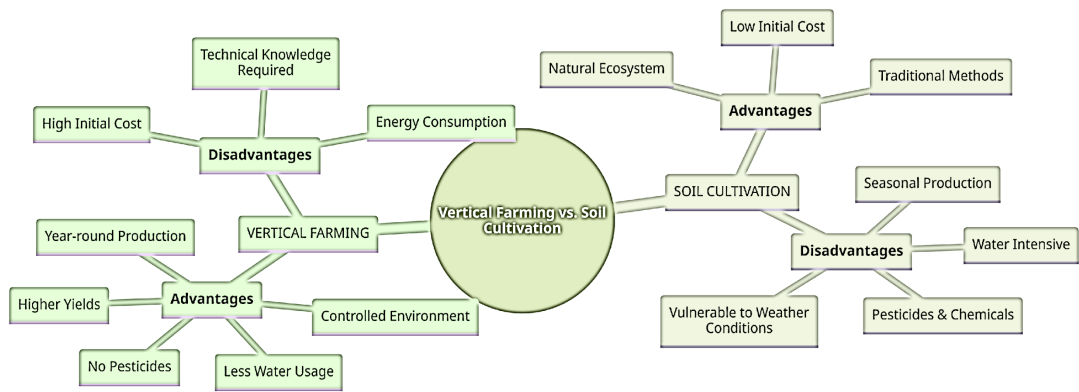 Vertical Farming vs. Soil
Cultivation
VERTICAL FARMING
Disadvantages
High Initial Cost
Technical Knowledge
Required
Energy Consumption
Advantages
Year-round Production
Higher Yields
No Pesticides
Less Water Usage
Controlled Environment
SOIL CULTIVATION
Advantages
Natural Ecosystem
Low Initial Cost
Traditional Methods
Disadvantages
Seasonal Production
Water Intensive
Pesticides & Chemicals
Vulnerable to Weather
Conditions